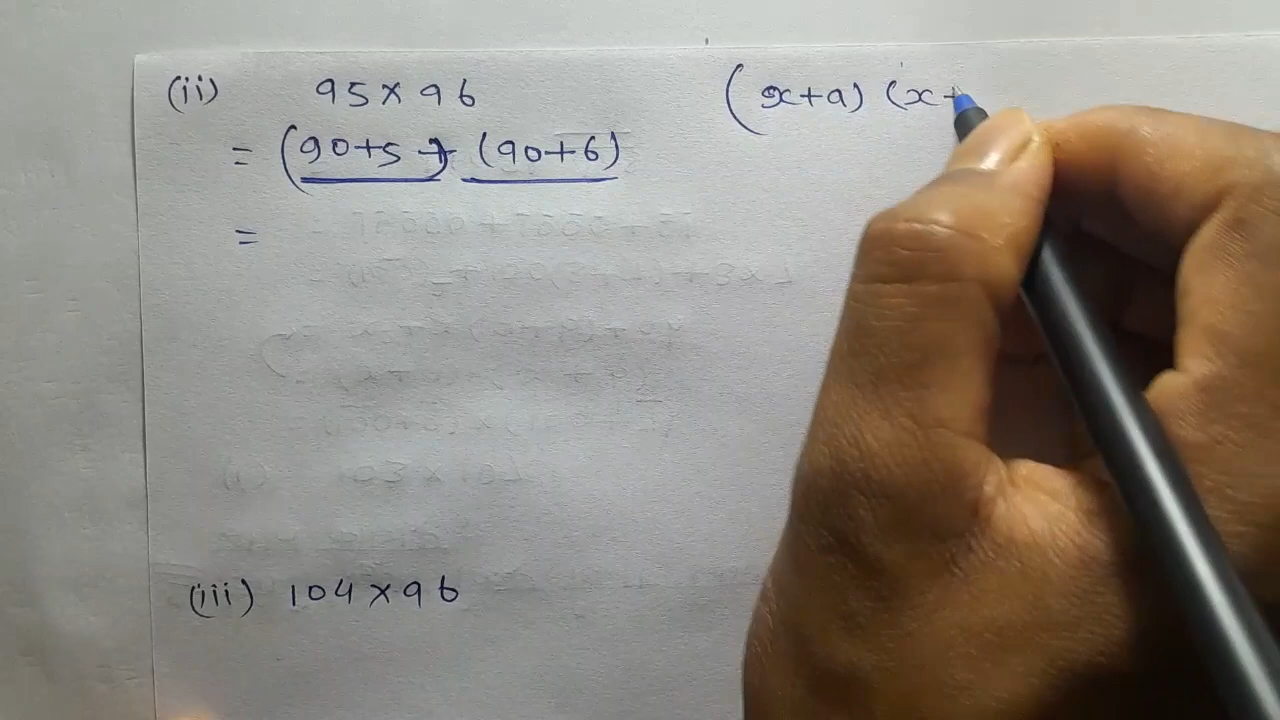 (ii) 95 × 96
(x+a) (x+
= (90+5) (90+6)
=
(iii) 104 × 96